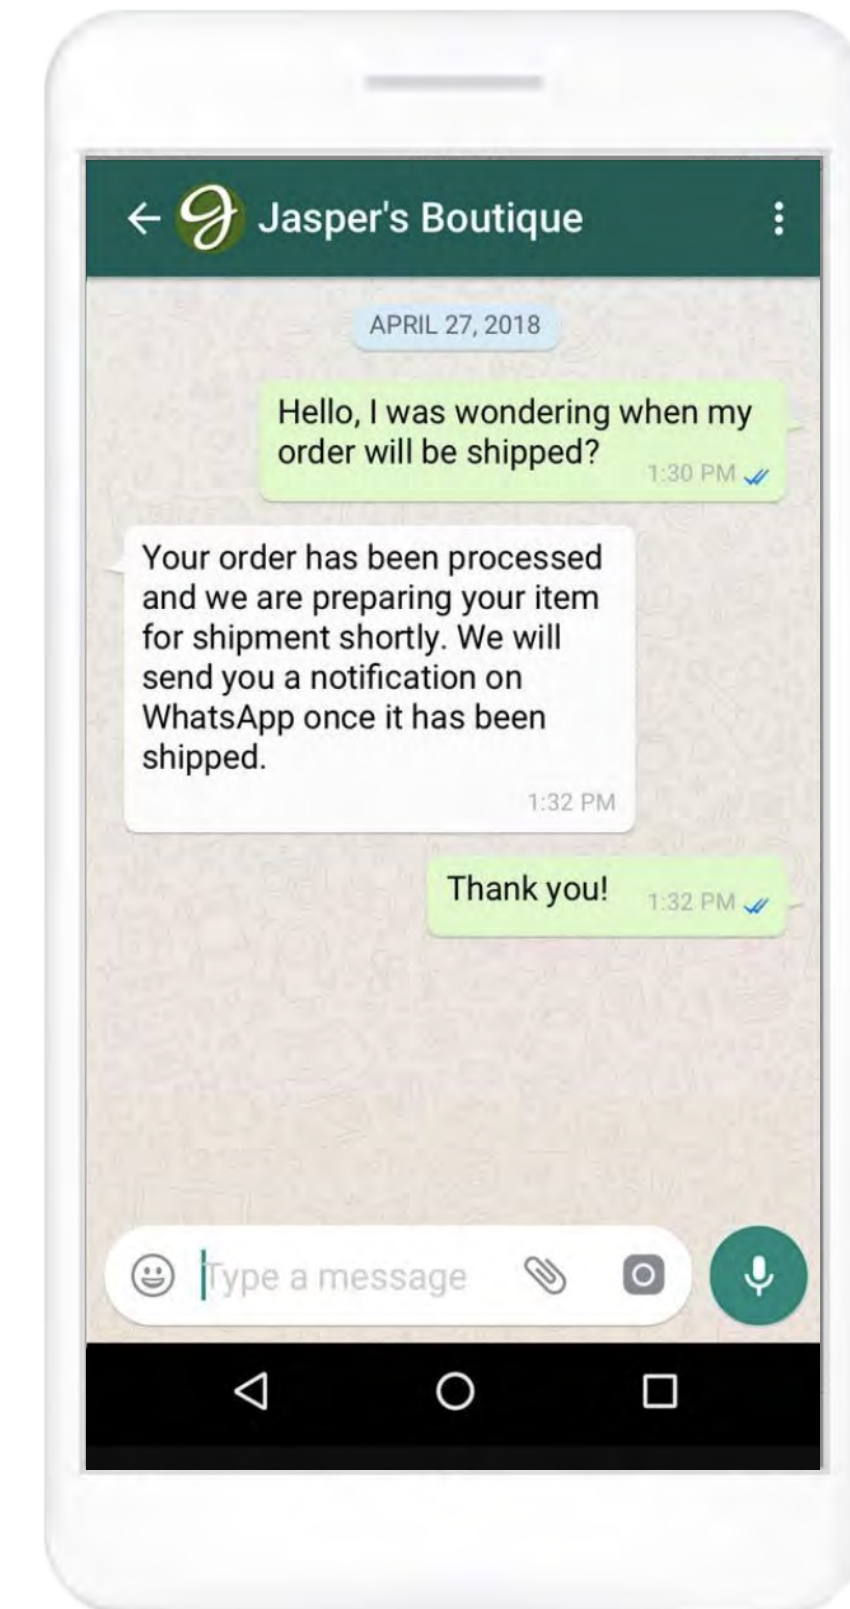 Jasper's Boutique
APRIL 27, 2018
Hello, I was wondering when my
order will be shipped?
1:30 PM
Your order has been processed
and we are preparing your item
for shipment shortly. We will
send you a notification on
WhatsApp once it has been
shipped.
1:32 PM
Thank you!
1:32 PM
Type a message